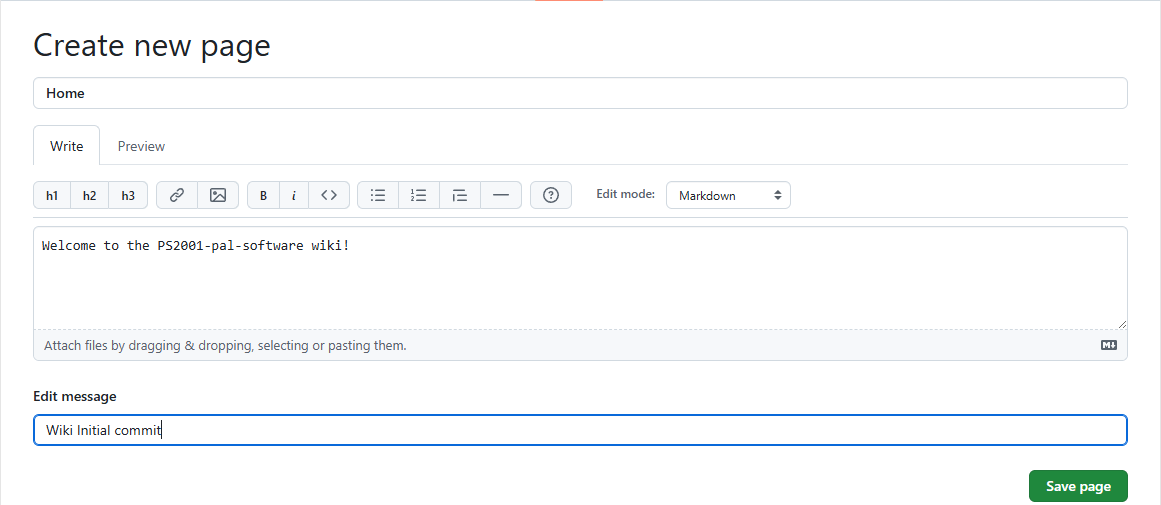 Create new page
Home
Write Preview
h1 h2 h3 B i <> Edit mode: Markdown
Welcome to the PS2001-pal-software wiki!
Attach files by dragging & dropping, selecting or pasting them.
Edit message
Wiki Initial commit
Save page